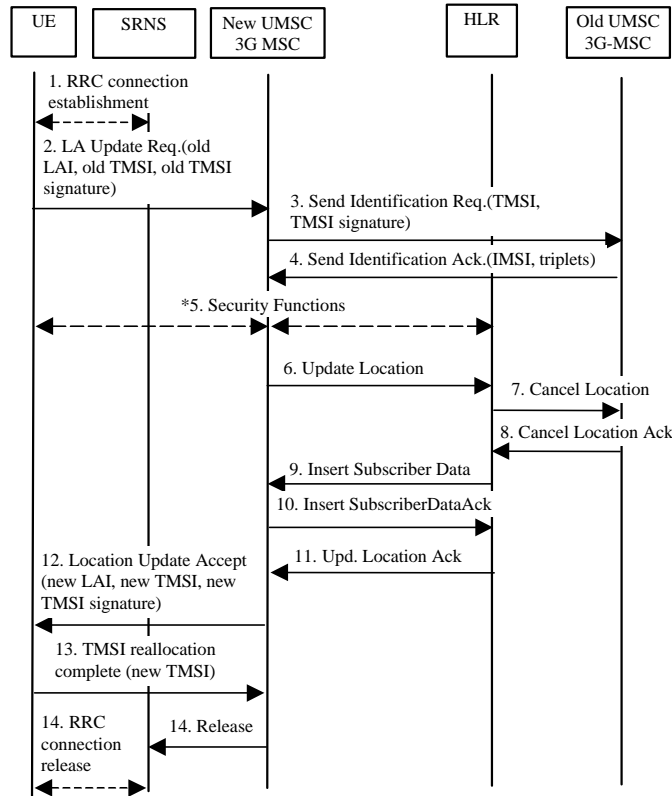 UE
SRNS
New UMSC
3G MSC
HLR
Old UMSC
3G-MSC
1. RRC connection
establishment
2. LA Update Req.(old
LAI, old TMSI, old TMSI
signature)
3. Send Identification Req.(TMSI,
TMSI signature)
4. Send Identification Ack.(IMSI, triplets)
*5. Security Functions
6. Update Location
7. Cancel Location
8. Cancel Location Ack
9. Insert Subscriber Data
10. Insert SubscriberDataAck
11. Upd. Location Ack
12. Location Update Accept
(new LAI, new TMSI, new
TMSI signature)
13. TMSI reallocation
complete (new TMSI)
14. RRC
connection
release
14. Release